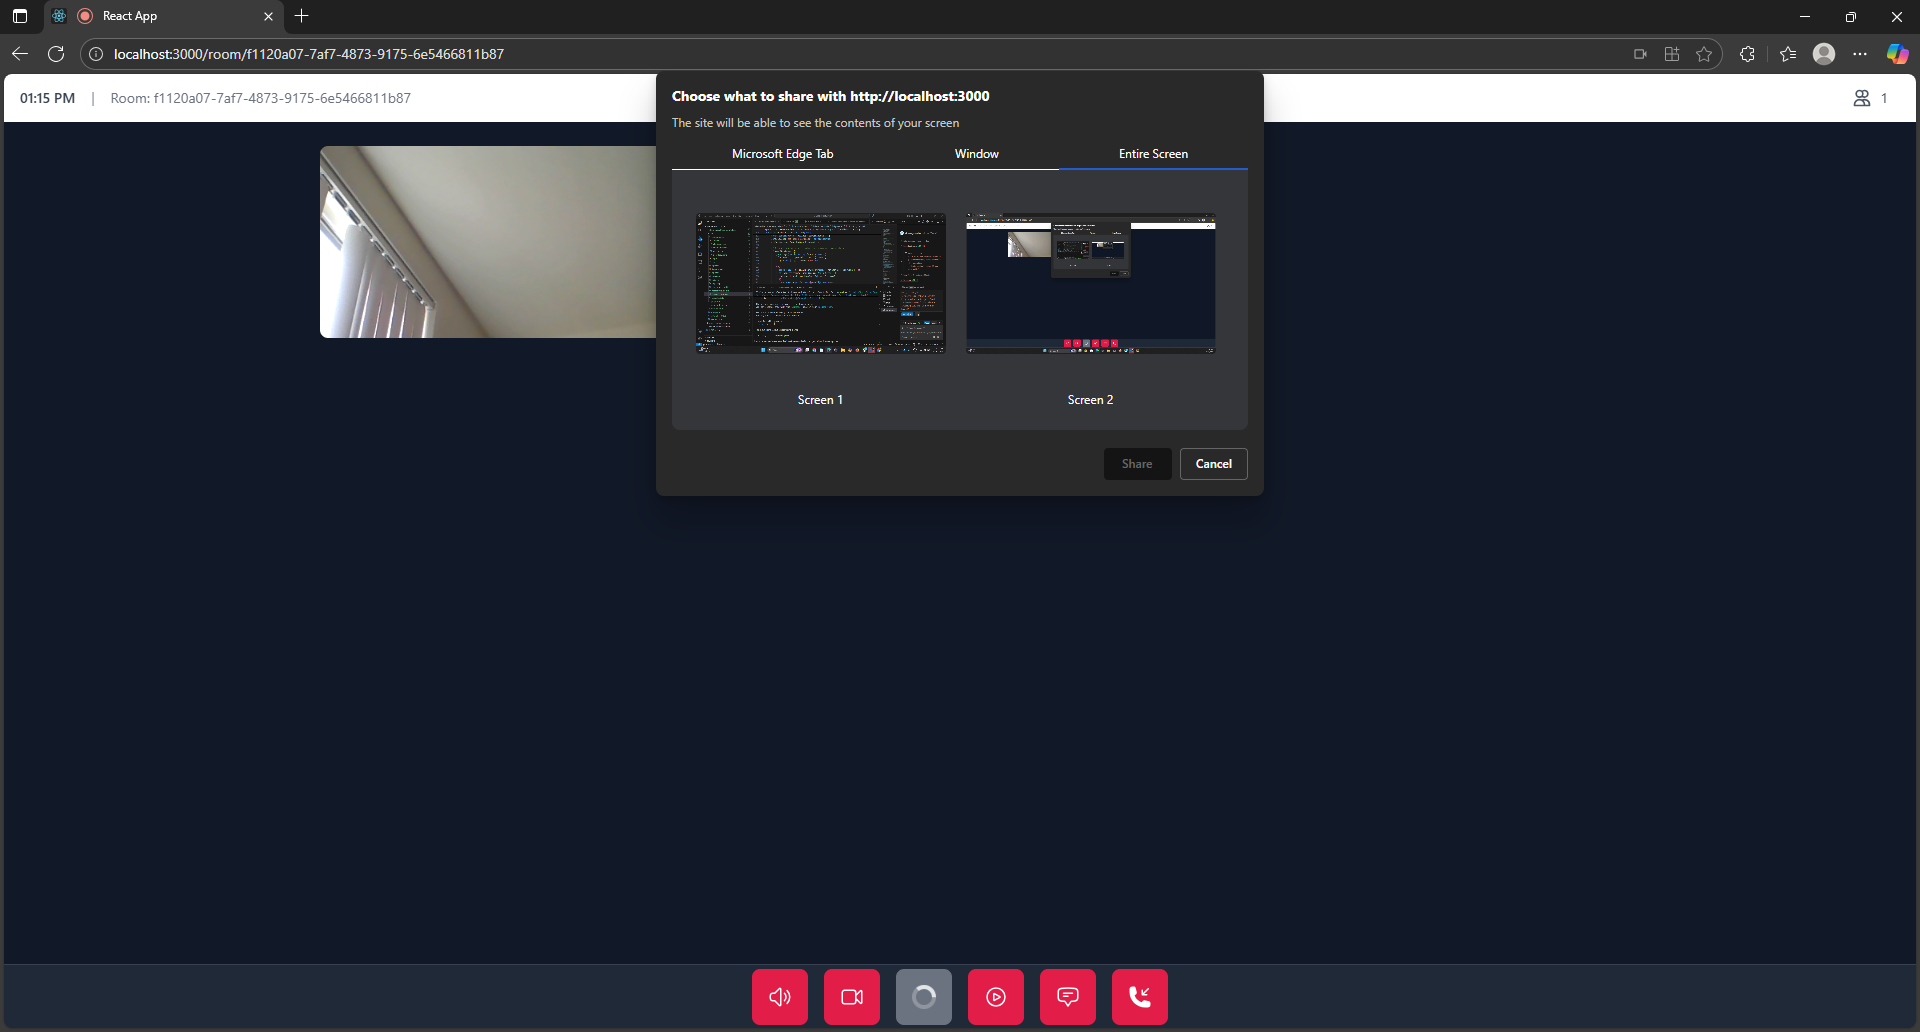 React App
localhost:3000/room/f1120a07-7af7-4873-9175-6e5466811b87
01:15 PM | Room: f1120a07-7af7-4873-9175-6e5466811b87
1
Choose what to share with http://localhost:3000
The site will be able to see the contents of your screen
Microsoft Edge Tab
Window
Entire Screen
Screen 1
Screen 2
Share
Cancel